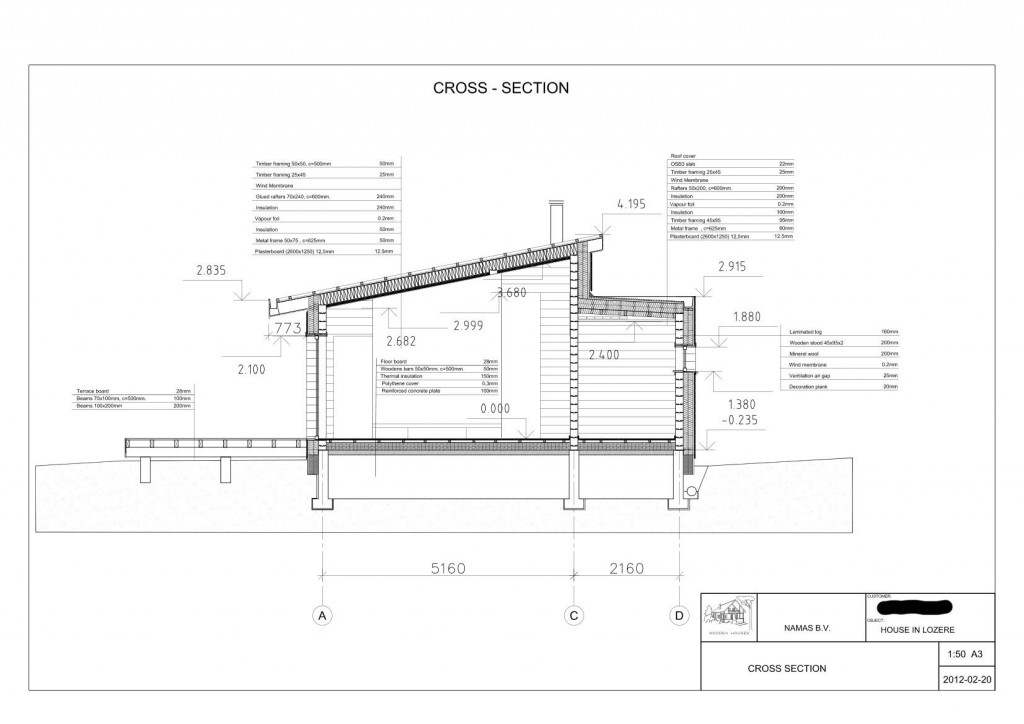 CROSS - SECTION
Timber framing 50x50, c=500mm 50mm
Timber framing 25x45 25mm
Wind Membrane
Glued rafters 70x240, c=600mm. 240mm
Insulation 240mm
Vapour foil 0.2mm
Insulation 50mm
Metal frame 50x75 , c=625mm 50mm
Plasterboard (2600x1250) 12,5mm 12.5mm
Roof cover
OSB3 slab 22mm
Timber framing 25x45 25mm
Wind Membrane
Rafters 50x200, c=600mm. 200mm
Insulation 200mm
Vapour foil 0.2mm
Insulation 100mm
Timber framing 45x95 95mm
Metal frame , c=625mm 60mm
Plasterboard (2600x1250) 12,5mm 12.5mm
4.195
2.835
2.915
3.680
773
2.999
1.880
2.682
2.400
2.100
Laminated log 160mm
Wooden stood 45x95x2 200mm
Mineral wool 200mm
Wind membrane 0.2mm
Ventilation air gap 25mm
Decoration plank 20mm
Floor board 28mm
Woodens bars 50x50mm, c=500mm. 50mm
Thermal insulation 150mm
Polythene cover 0,3mm
Reinforced concrete plate 100mm
Terrace board 28mm
Beams 70x100mm, c=500mm. 100mm
Beams 100x200mm 200mm
0.000
1.380
-0.235
5160
2160
A
C
D
WOODEN HOUSES
NAMAS B.V.
CUSTOMER:
OBJECT:
HOUSE IN LOZERE
CROSS SECTION
1:50 A3
2012-02-20